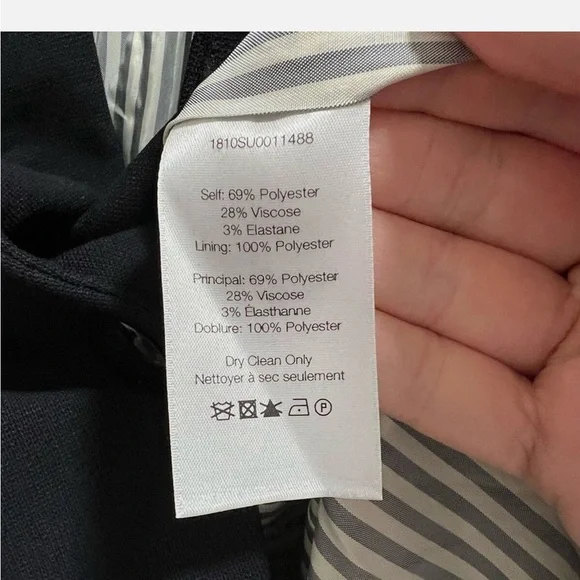 1810SU0011488
Self: 69% Polyester
28% Viscose
3% Elastane
Lining: 100% Polyester
Principal: 69% Polyester
28% Viscose
3% Élasthanne
Doblure: 100% Polyester
Dry Clean Only
Nettoyer à sec seulement
P